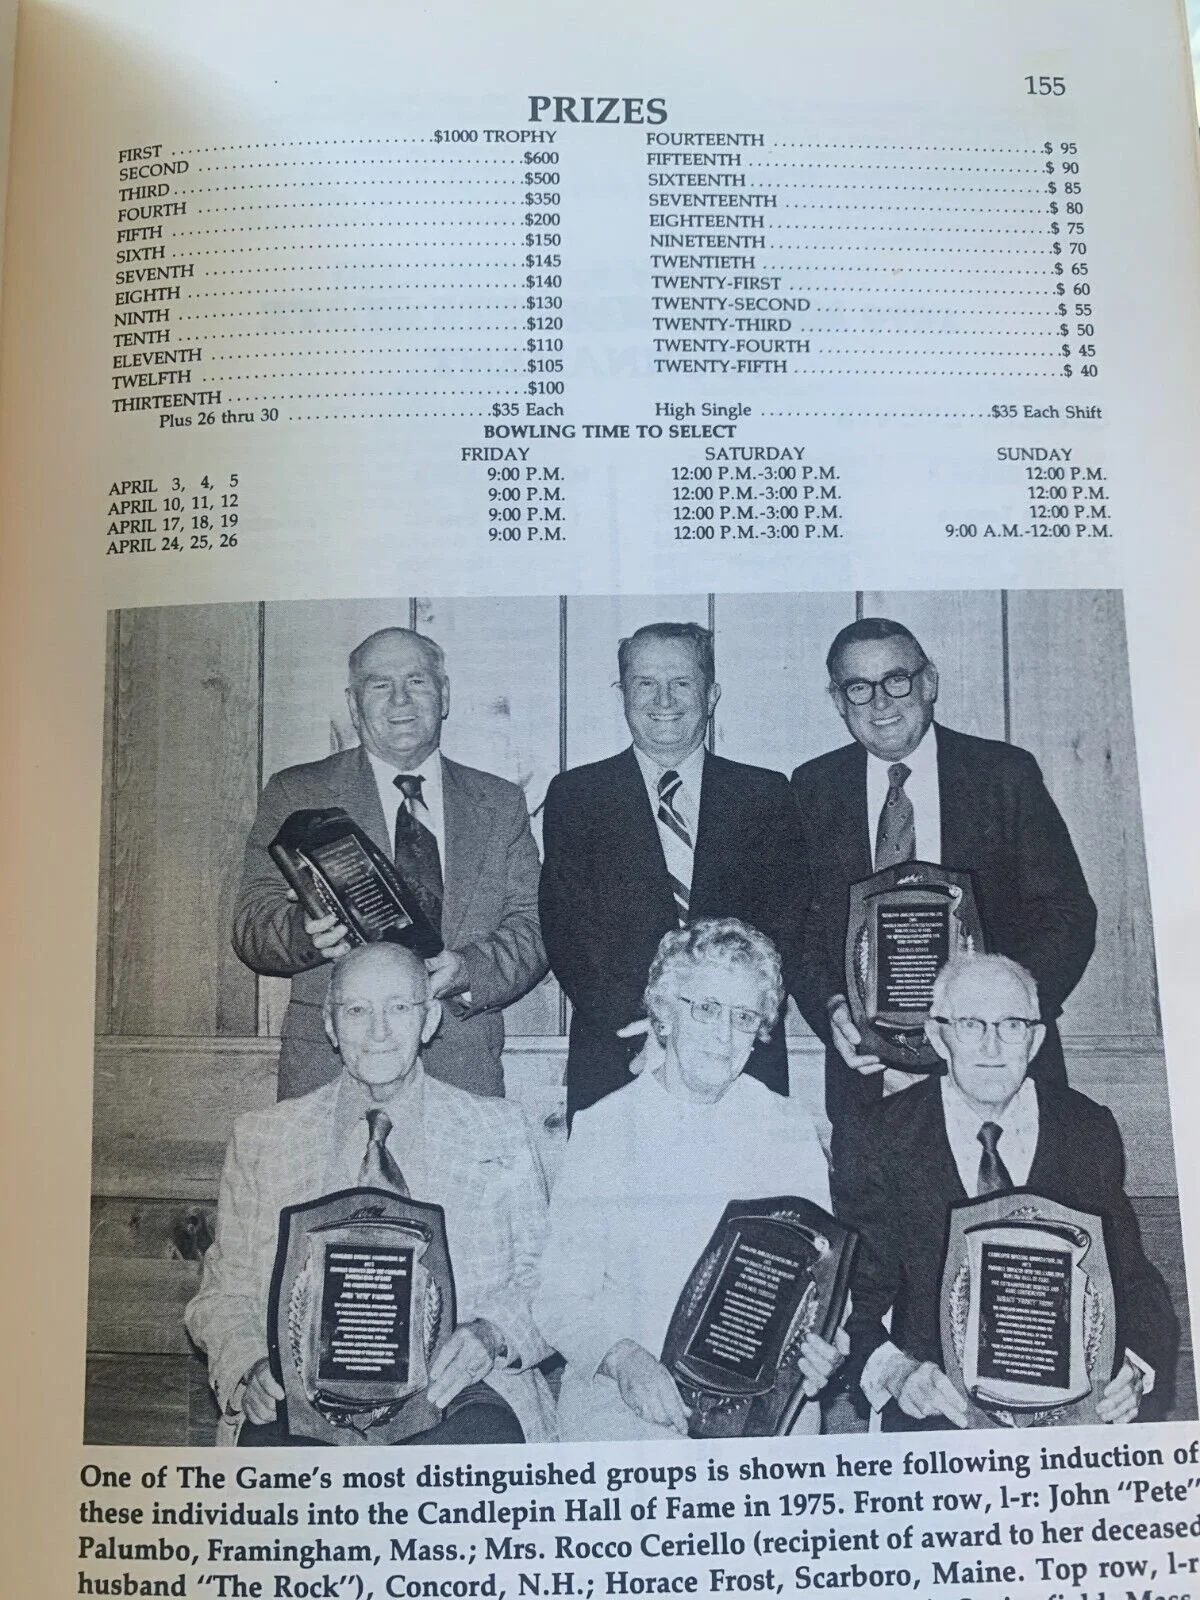 155
PRIZES
FIRST ........................... $1000 TROPHY
SECOND ........................... $600
THIRD ........................... $500
FOURTH ........................... $350
FIFTH ........................... $200
SIXTH ........................... $150
SEVENTH ........................... $145
EIGHTH ........................... $140
NINTH ........................... $130
TENTH ........................... $120
ELEVENTH ........................... $110
TWELFTH ........................... $105
THIRTEENTH ........................... $100
Plus 26 thru 30 ........................... $35 Each
FOURTEENTH ........................... $ 95
FIFTEENTH ........................... $ 90
SIXTEENTH ........................... $ 85
SEVENTEENTH ........................... $ 80
EIGHTEENTH ........................... $ 75
NINETEENTH ........................... $ 70
TWENTIETH ........................... $ 65
TWENTY-FIRST ........................... $ 60
TWENTY-SECOND ........................... $ 55
TWENTY-THIRD ........................... $ 50
TWENTY-FOURTH ........................... $ 45
TWENTY-FIFTH ........................... $ 40
High Single ........................... $35 Each Shift
BOWLING TIME TO SELECT
FRIDAY SATURDAY SUNDAY
APRIL 3, 4, 5 9:00 P.M. 12:00 P.M.-3:00 P.M. 12:00 P.M.
APRIL 10, 11, 12 9:00 P.M. 12:00 P.M.-3:00 P.M. 12:00 P.M.
APRIL 17, 18, 19 9:00 P.M. 12:00 P.M.-3:00 P.M. 12:00 P.M.
APRIL 24, 25, 26 9:00 P.M. 12:00 P.M.-3:00 P.M. 9:00 A.M.-12:00 P.M.
One of The Game's most distinguished groups is shown here following induction of
these individuals into the Candlepin Hall of Fame in 1975. Front row, l-r: John "Pete"
Palumbo, Framingham, Mass.; Mrs. Rocco Ceriello (recipient of award to her deceased
husband "The Rock"), Concord, N.H.; Horace Frost, Scarboro, Maine. Top row, l-r